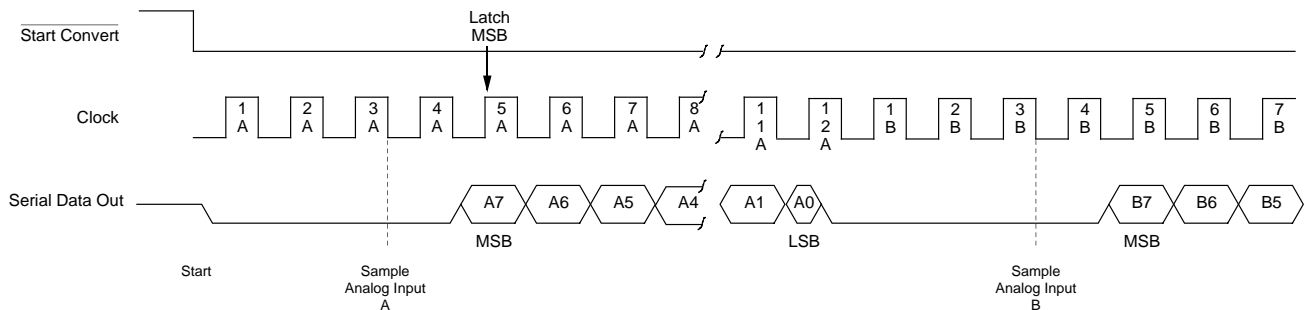 Latch
MSB
Start Convert
Clock
1 A
2 A
3 A
4 A
5 A
6 A
7 A
8 A
1 1 A
1 2 A
1 B
2 B
3 B
4 B
5 B
6 B
7 B
Serial Data Out
A7
A6
A5
A4
A1
A0
B7
B6
B5
MSB
LSB
MSB
Start
Sample
Analog Input
A
Sample
Analog Input
B